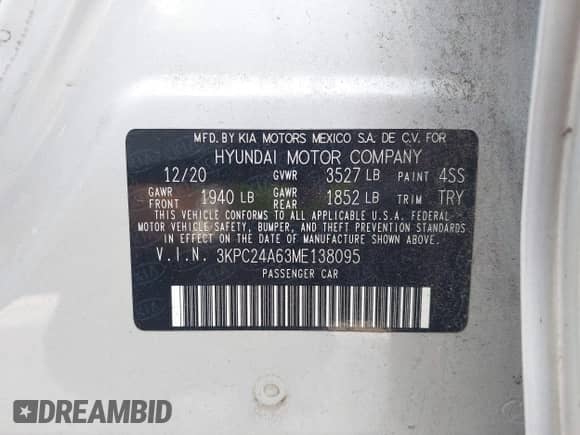 MFD. BY KIA MOTORS MEXICO S.A. DE C.V. FOR
HYUNDAI MOTOR COMPANY
12/20 GVWR 3527 LB PAINT 4SS
GAWR FRONT 1940 LB GAWR REAR 1852 LB TRIM TRY
THIS VEHICLE CONFORMS TO ALL APPLICABLE U.S.A. FEDERAL
MOTOR VEHICLE SAFETY, BUMPER, AND THEFT
STANDARDS IN EFFECT ON THE DATE OF MANUFACTURE SHOWN ABOVE.
V.I.N. 3KPC24A63ME138095
PASSENGER CAR
DREAMBID